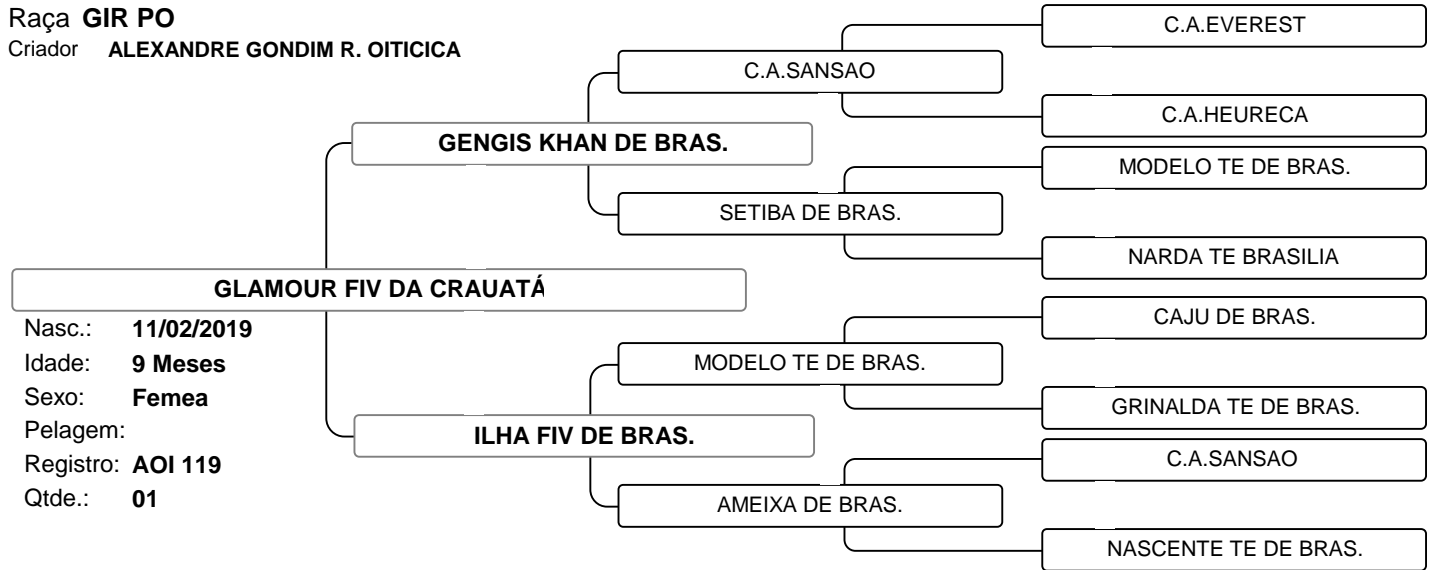 Raça GIR PO
Criador ALEXANDRE GONDIM R. OITICICA
C.A.EVEREST
C.A.SANSAO
C.A.HEURECA
GENGIS KHAN DE BRAS.
MODELO TE DE BRAS.
SETIBA DE BRAS.
NARDA TE BRASILIA
GLAMOUR FIV DA CRAUATÁ
Nasc.: 11/02/2019
Idade: 9 Meses
Sexo: Femea
Pelagem:
Registro: AOI 119
Qtde.: 01
CAJU DE BRAS.
MODELO TE DE BRAS.
GRINALDA TE DE BRAS.
ILHA FIV DE BRAS.
C.A.SANSAO
AMEIXA DE BRAS.
NASCENTE TE DE BRAS.